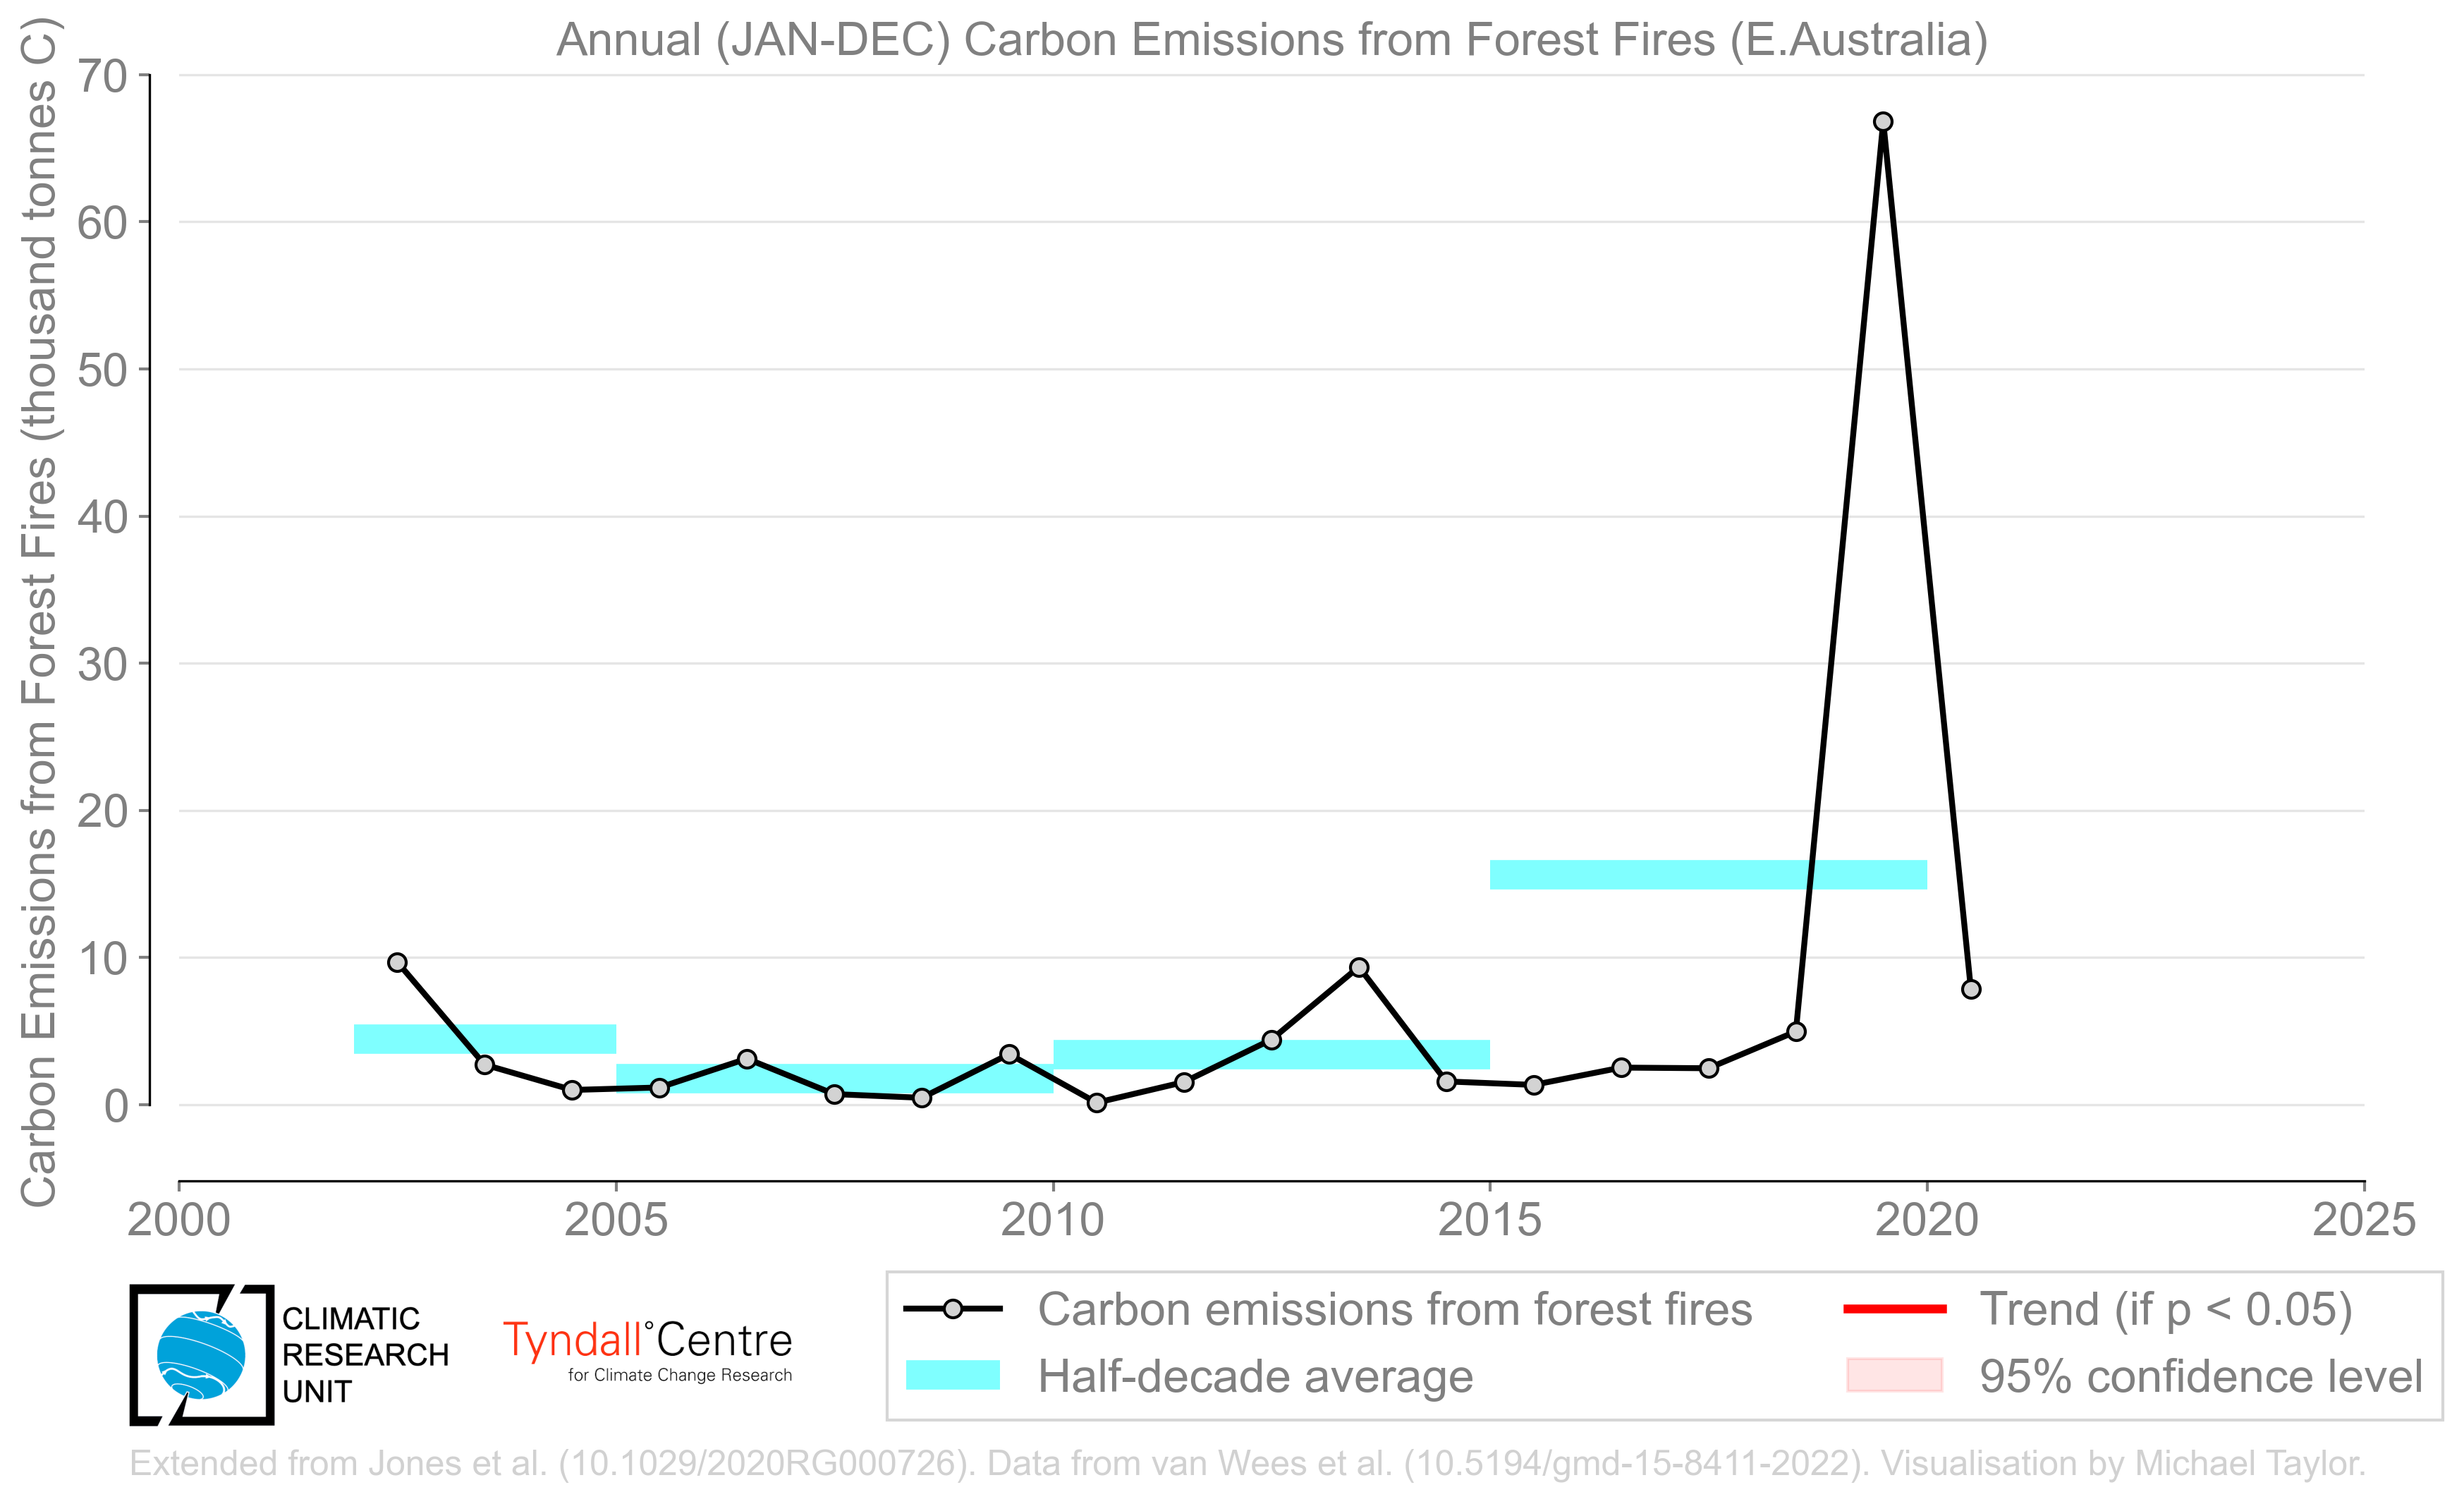 Annual (JAN-DEC) Carbon Emissions from Forest Fires (E.Australia)
Carbon Emissions from Forest Fires (thousand tonnes C)
70
60
50
40
30
20
10
0
2000
2005
2010
2015
2020
2025
CLIMATIC
RESEARCH
UNIT
Tyndall°Centre
for Climate Change Research
Carbon emissions from forest fires
Half-decade average
Trend (if p < 0.05)
95% confidence level
Extended from Jones et al. (10.1029/2020RG000726). Data from van Wees et al. (10.5194/gmd-15-8411-2022). Visualisation by Michael Taylor.